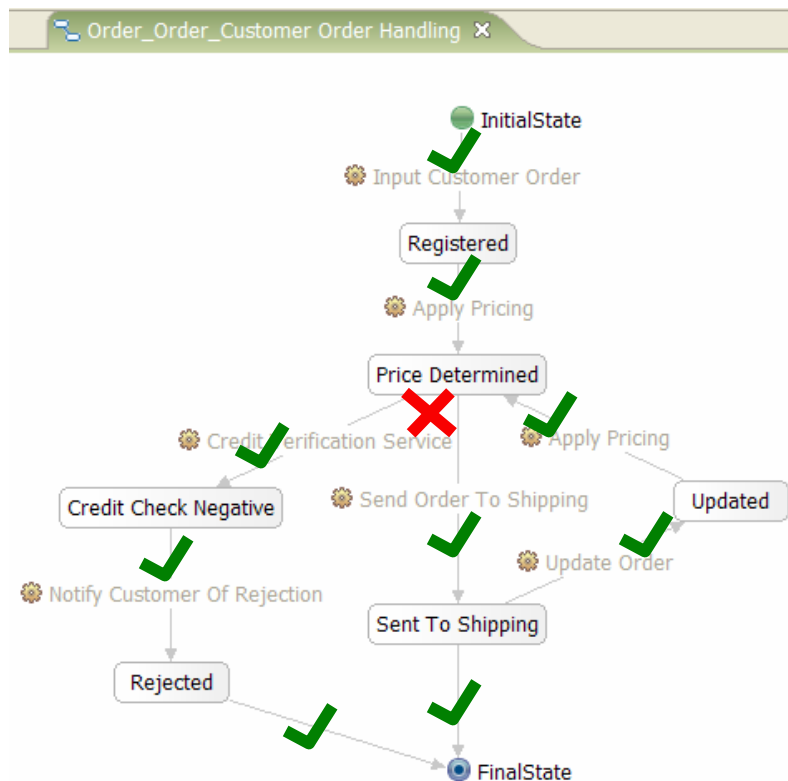 Order_Order_Customer Order Handling
InitialState
Input Customer Order
Registered
Apply Pricing
Price Determined
Credit Verification Service
Apply Pricing
Send Order To Shipping
Credit Check Negative
Updated
Update Order
Notify Customer Of Rejection
Sent To Shipping
Rejected
FinalState